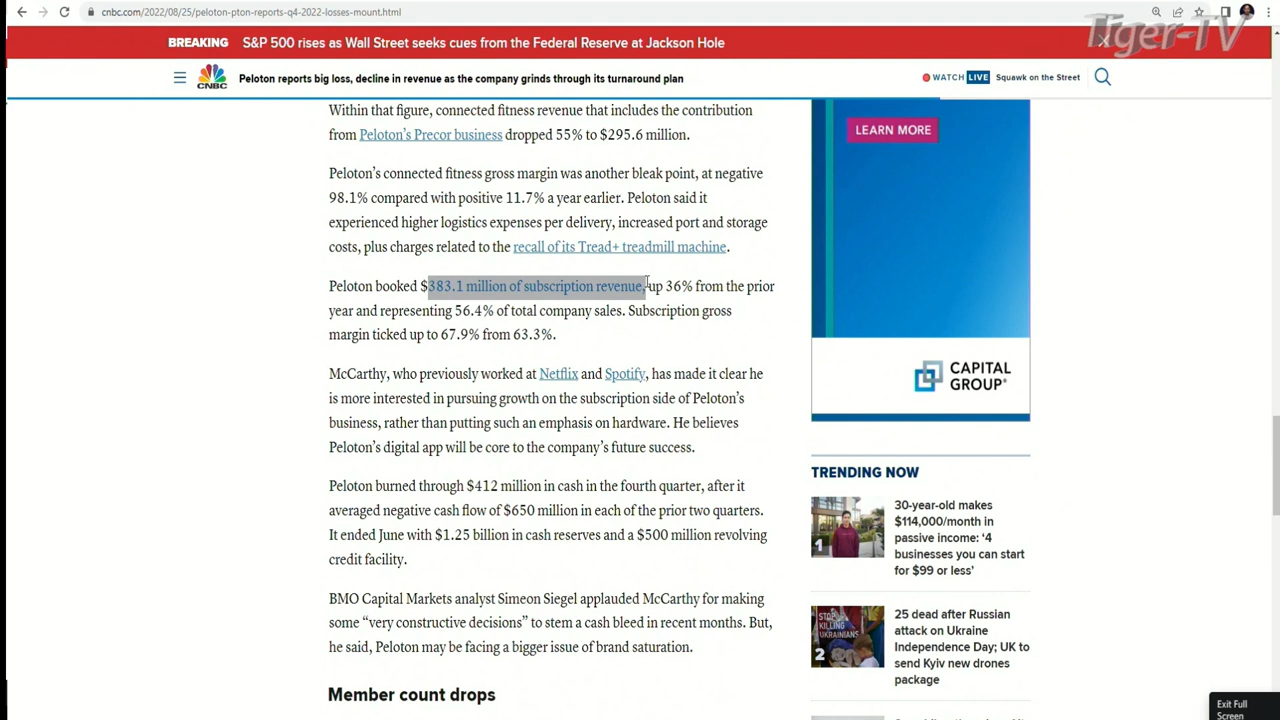 cnbc.com/2022/08/25/peloton-pton-reports-q4-2022-losses-mount.html
Tiger-TV
BREAKING S&P 500 rises as Wall Street seeks cues from the Federal Reserve at Jackson Hole
CNBC
Peloton reports big loss, decline in revenue as the company grinds through its turnaround plan
WATCH LIVE Squawk on the Street
Within that figure, connected fitness revenue that includes the contribution
from Peloton’s Precor business dropped 55% to $295.6 million.
Peloton’s connected fitness gross margin was another bleak point, at negative
98.1% compared with positive 11.7% a year earlier. Peloton said it
experienced higher logistics expenses per delivery, increased port and storage
costs, plus charges related to the recall of its Tread+ treadmill machine.
Peloton booked $383.1 million of subscription revenue, up 36% from the prior
year and representing 56.4% of total company sales. Subscription gross
margin ticked up to 67.9% from 63.3%.
McCarthy, who previously worked at Netflix and Spotify, has made it clear he
is more interested in pursuing growth on the subscription side of Peloton’s
business, rather than putting such an emphasis on hardware. He believes
Peloton’s digital app will be core to the company’s future success.
Peloton burned through $412 million in cash in the fourth quarter, after it
averaged negative cash flow of $650 million in each of the prior two quarters.
It ended June with $1.25 billion in cash reserves and a $500 million revolving
credit facility.
BMO Capital Markets analyst Simeon Siegel applauded McCarthy for making
some “very constructive decisions” to stem a cash bleed in recent months. But,
he said, Peloton may be facing a bigger issue of brand saturation.
Member count drops
LEARN MORE
CAPITAL
GROUP®
TRENDING NOW
1
30-year-old makes
$114,000/month in
passive income: ‘4
businesses you can start
for $99 or less’
STOP
KILLING
UKRAINIANS
2
25 dead after Russian
attack on Ukraine
Independence Day; UK to
send Kyiv new drones
package
Exit Full
Screen